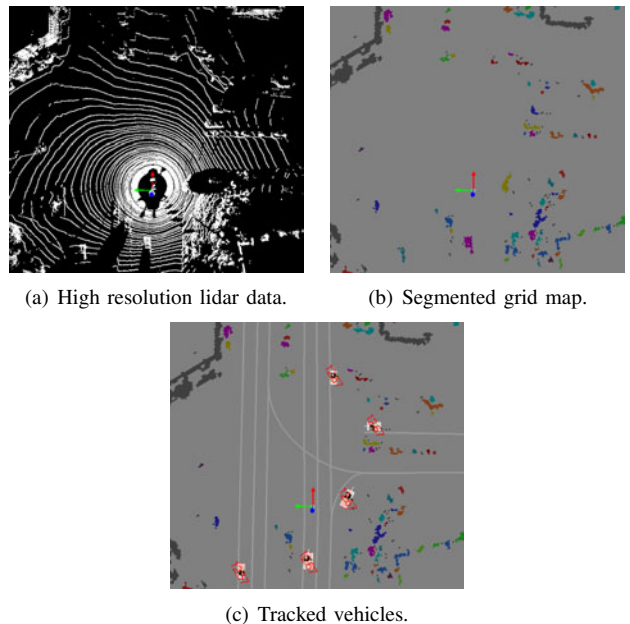 (a) High resolution lidar data.
(b) Segmented grid map.
(c) Tracked vehicles.